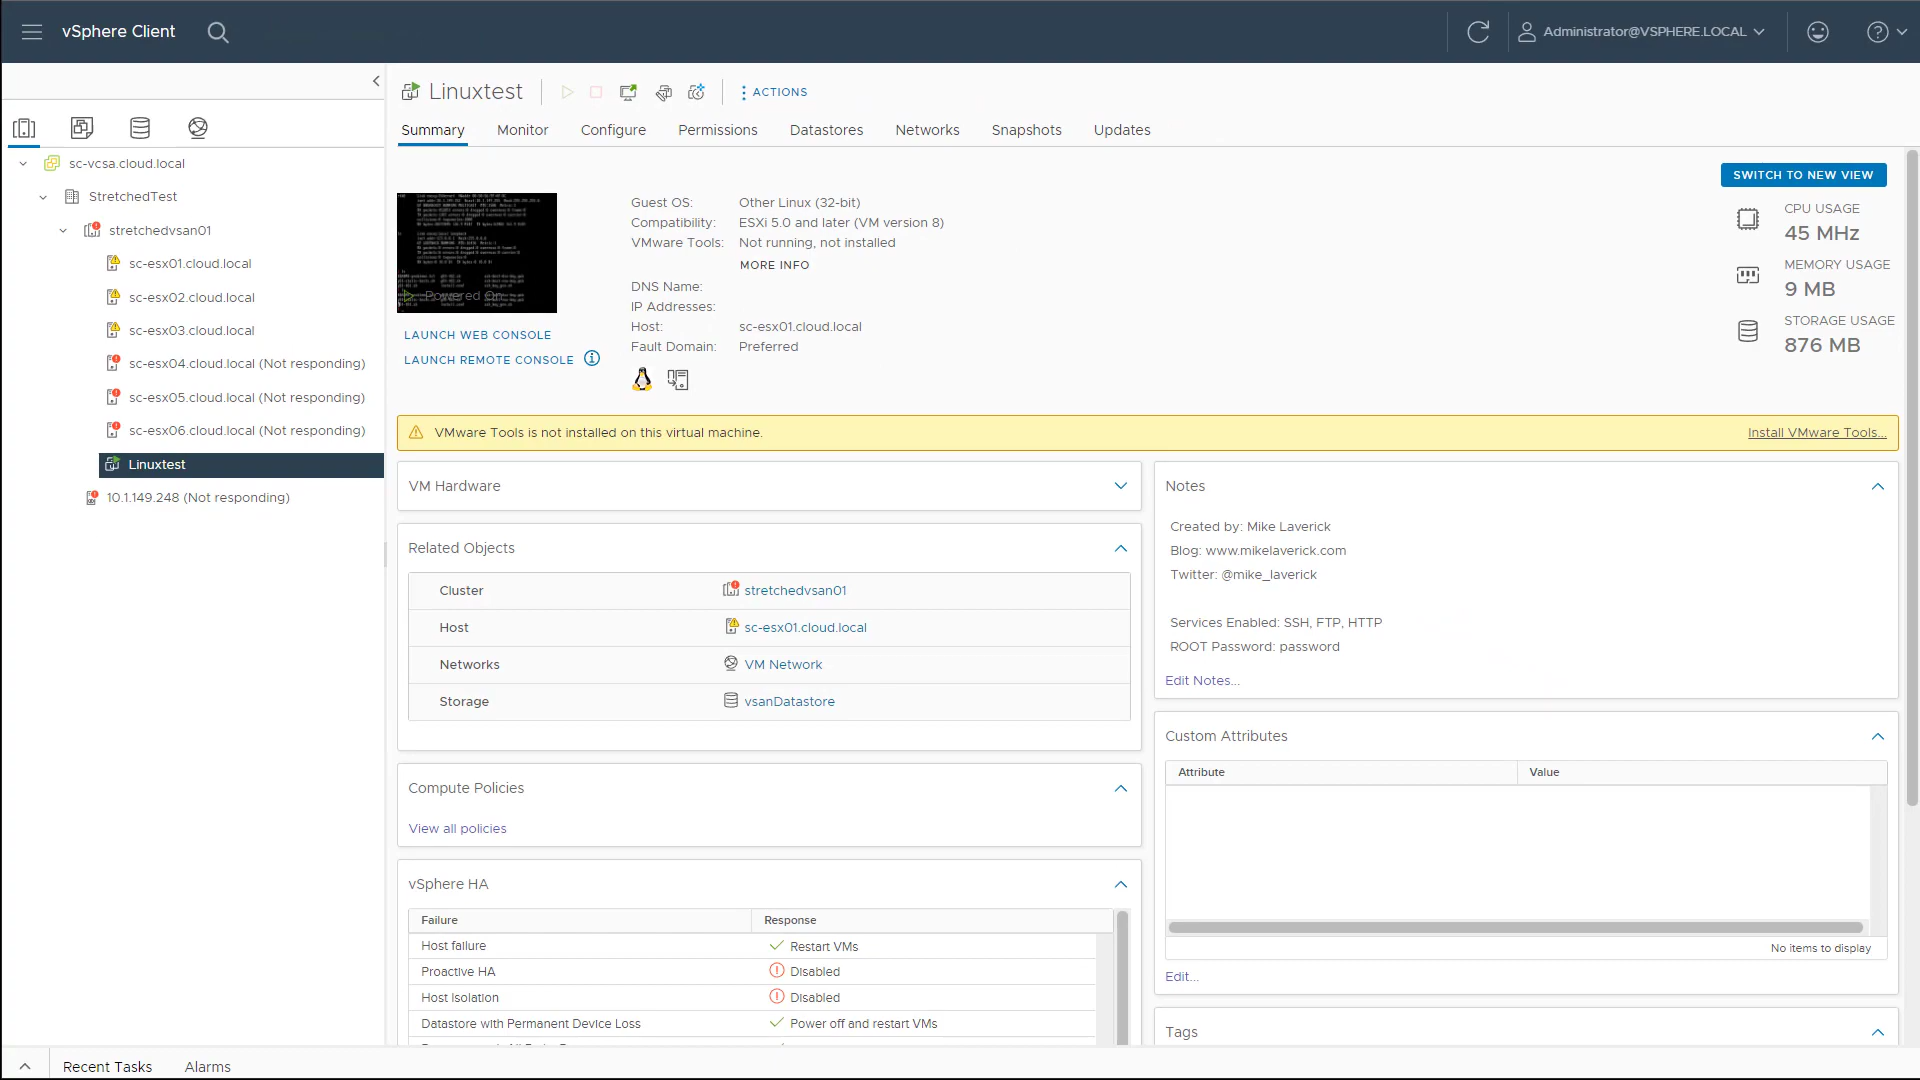 vSphere Client
Administrator@VSPHERE.LOCAL
sc-vcsa.cloud.local
StretchedTest
stretchedvsan01
sc-esx01.cloud.local
sc-esx02.cloud.local
sc-esx03.cloud.local
sc-esx04.cloud.local (Not responding)
sc-esx05.cloud.local (Not responding)
sc-esx06.cloud.local (Not responding)
Linuxtest
10.1.149.248 (Not responding)
Linuxtest
ACTIONS
Summary Monitor Configure Permissions Datastores Networks Snapshots Updates
SWITCH TO NEW VIEW
Powered On
LAUNCH WEB CONSOLE
LAUNCH REMOTE CONSOLE
Guest OS: Other Linux (32-bit)
Compatibility: ESXi 5.0 and later (VM version 8)
VMware Tools: Not running, not installed
MORE INFO
DNS Name:
IP Addresses:
Host: sc-esx01.cloud.local
Fault Domain: Preferred
CPU USAGE
45 MHz
MEMORY USAGE
9 MB
STORAGE USAGE
876 MB
VMware Tools is not installed on this virtual machine.
Install VMware Tools...
VM Hardware
Related Objects
Cluster stretchedvsan01
Host sc-esx01.cloud.local
Networks VM Network
Storage vsanDatastore
Compute Policies
View all policies
vSphere HA
Failure Response
Host failure Restart VMs
Proactive HA Disabled
Host Isolation Disabled
Datastore with Permanent Device Loss Power off and restart VMs
Notes
Created by: Mike Laverick
Blog: www.mikelaverick.com
Twitter: @mike_laverick
Services Enabled: SSH, FTP, HTTP
ROOT Password: password
Edit Notes...
Custom Attributes
Attribute Value
No items to display
Edit...
Tags
Recent Tasks Alarms